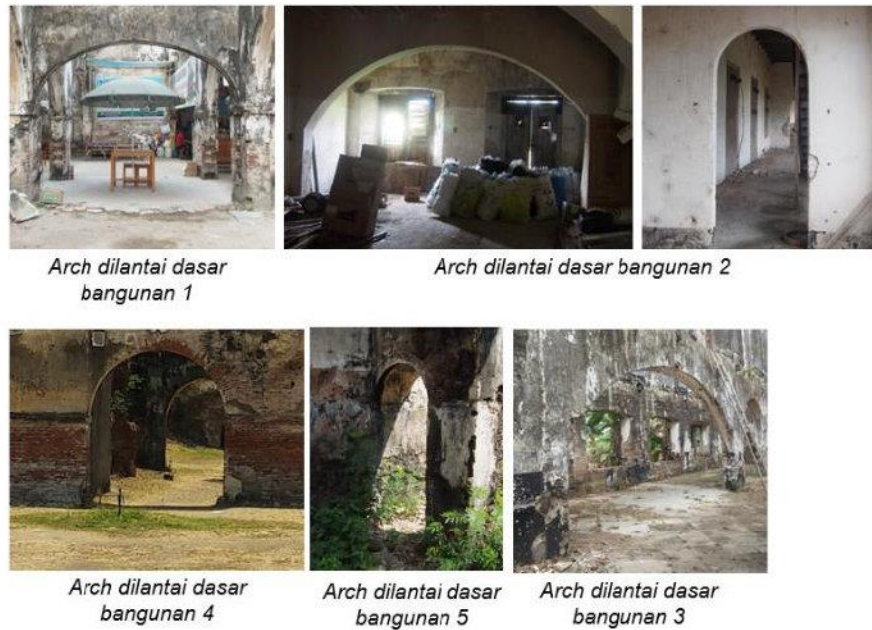 Arch dilantai dasar
bangunan 1
Arch dilantai dasar bangunan 2
Arch dilantai dasar
bangunan 4
Arch dilantai dasar
bangunan 5
Arch dilantai dasar
bangunan 3